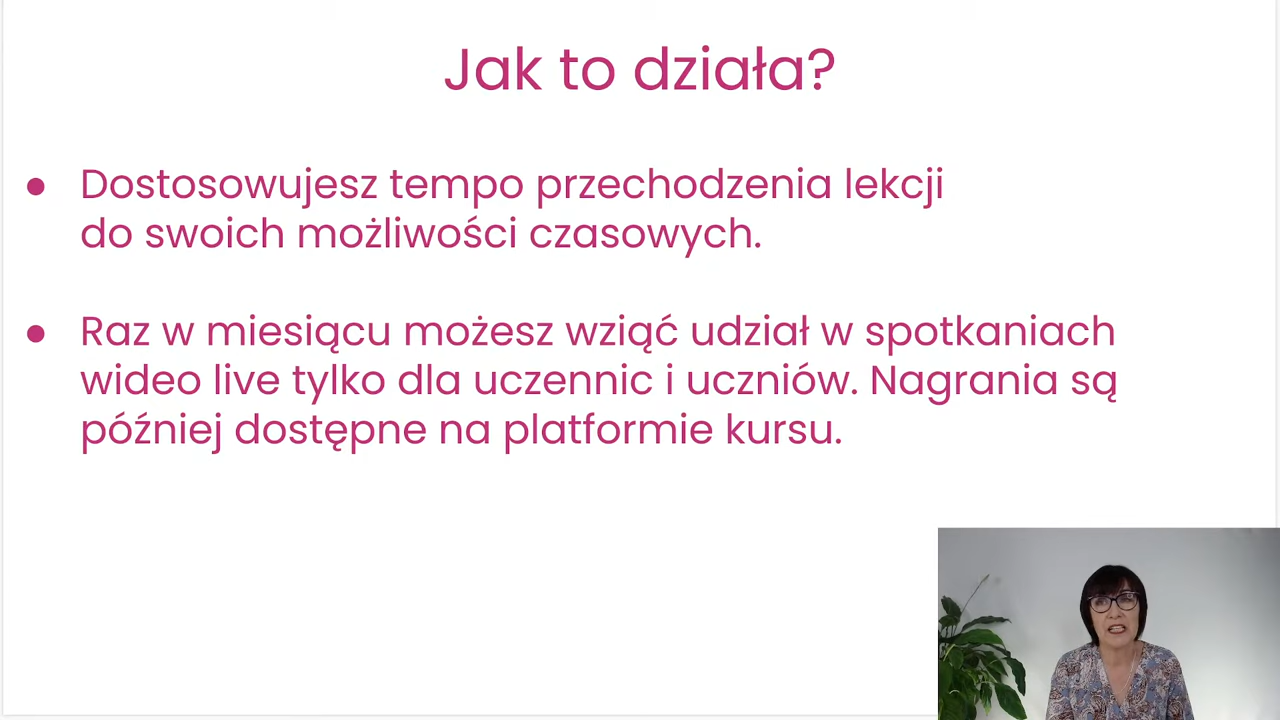 Jak to działa?
● Dostosowujesz tempo przechodzenia lekcji
do swoich możliwości czasowych.
● Raz w miesiącu możesz wziąć udział w spotkaniach
wideo live tylko dla uczennic i uczniów. Nagrania są
później dostępne na platformie kursu.